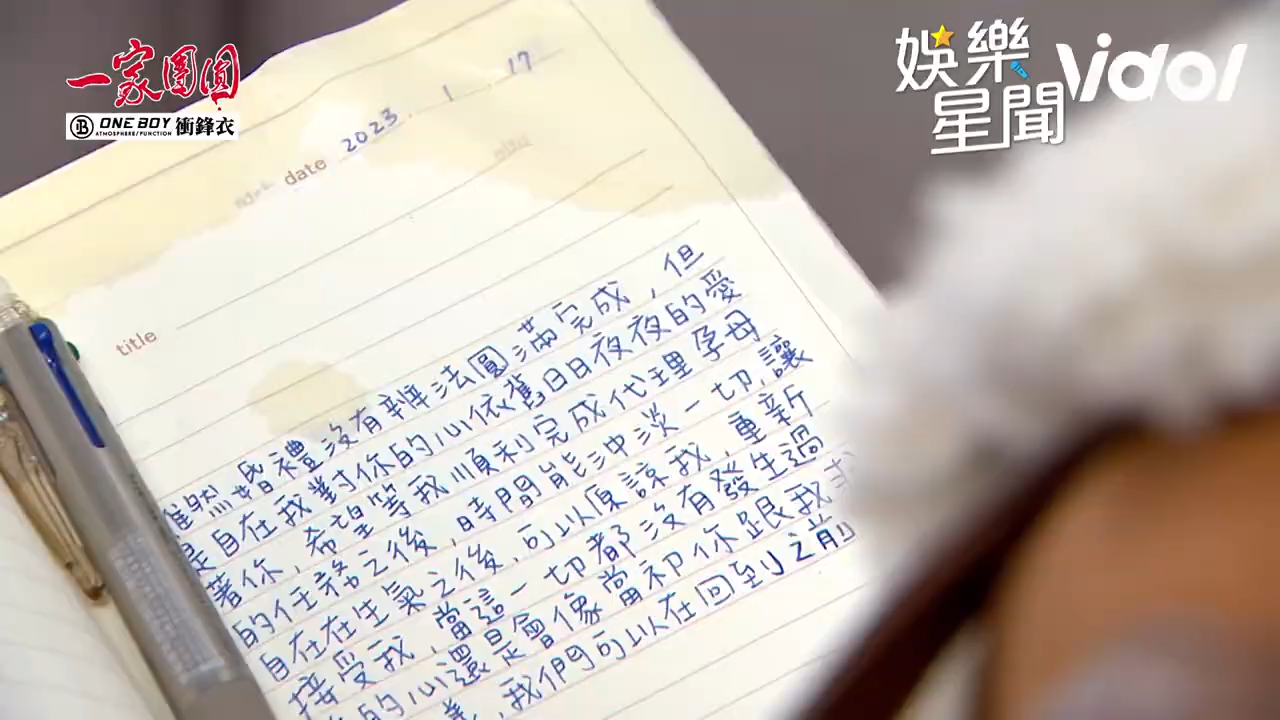 一家團圓
ONE BOY 衝鋒衣
ATMOSPHERE/FUNCTION
娛樂
星聞
Vidol
date 2023. 1. 17
title
雖然婚禮沒有辦法圓滿完成，但
是自在我對你的心依舊日日夜夜的愛
著你，希望等我順利完成代理孕母
的任務之後，時間能沖淡一切，讓
自在在生氣之後，可以原諒我，重新
接受我，當這一切都沒有發生過
的心還是會像當初你跟我求
，我們可以在回到之前